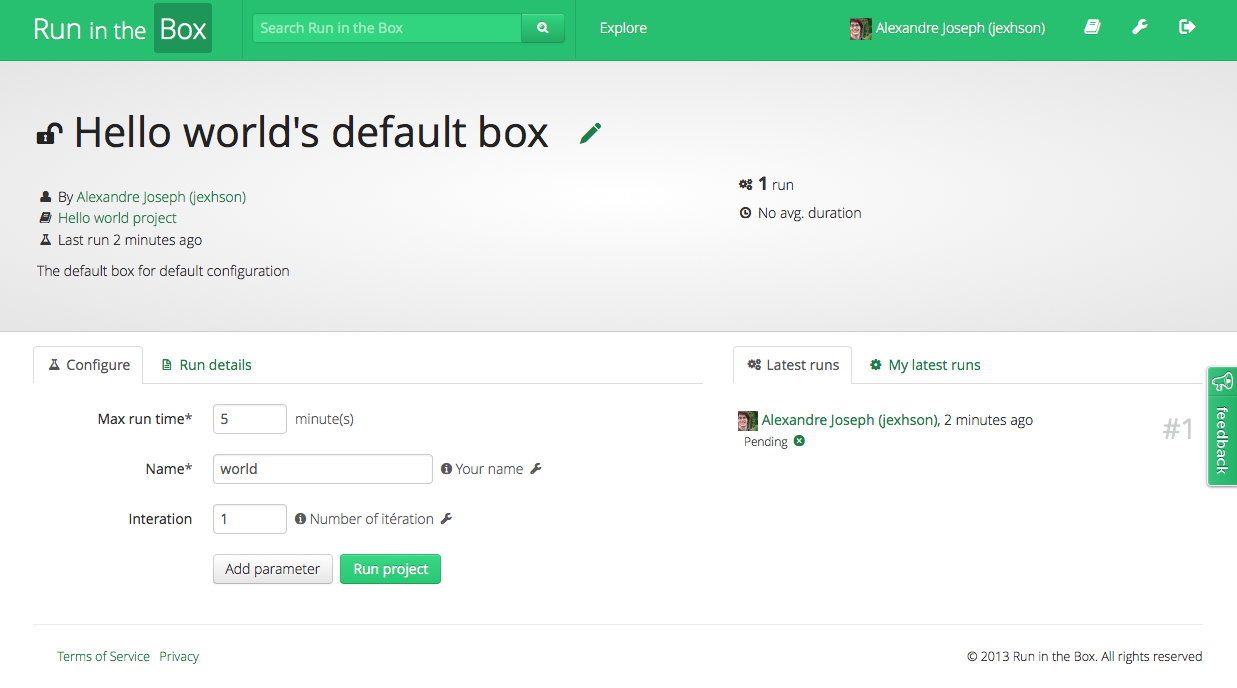 Run in the Box
Search Run in the Box
Explore
Alexandre Joseph (jexhson)
Hello world's default box
By Alexandre Joseph (jexhson)
Hello world project
Last run 2 minutes ago
The default box for default configuration
1 run
No avg. duration
Configure
Run details
Max run time*
5
minute(s)
Name*
world
Your name
Interation
1
Number of itération
Add parameter
Run project
Latest runs
My latest runs
Alexandre Joseph (jexhson), 2 minutes ago
Pending
#1
feedback
Terms of Service Privacy
© 2013 Run in the Box. All rights reserved